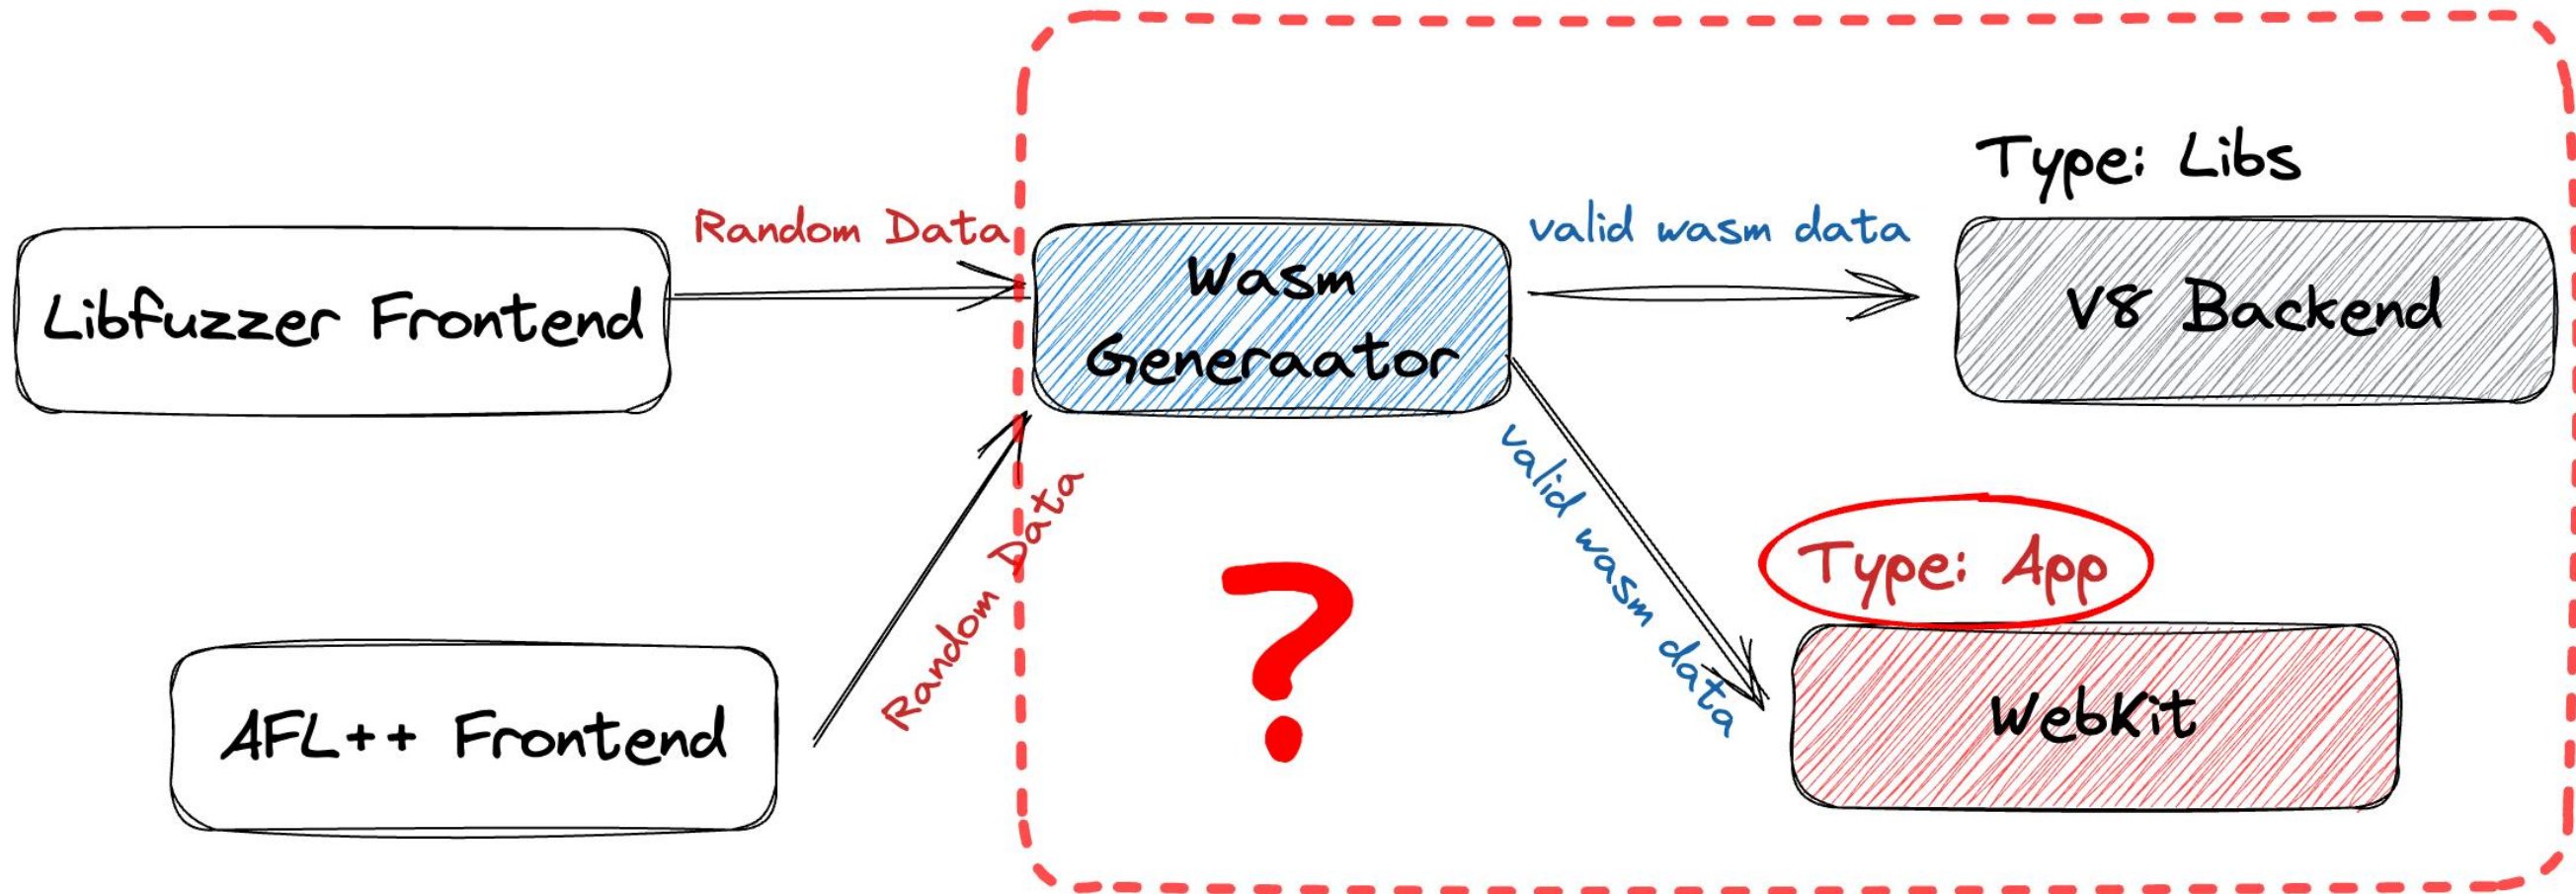 Type: Libs
Random Data
valid wasm data
Libfuzzer Frontend
Wasm
Generaator
V8 Backend
Random Data
valid wasm data
?
Type: App
AFL++ Frontend
WebKit